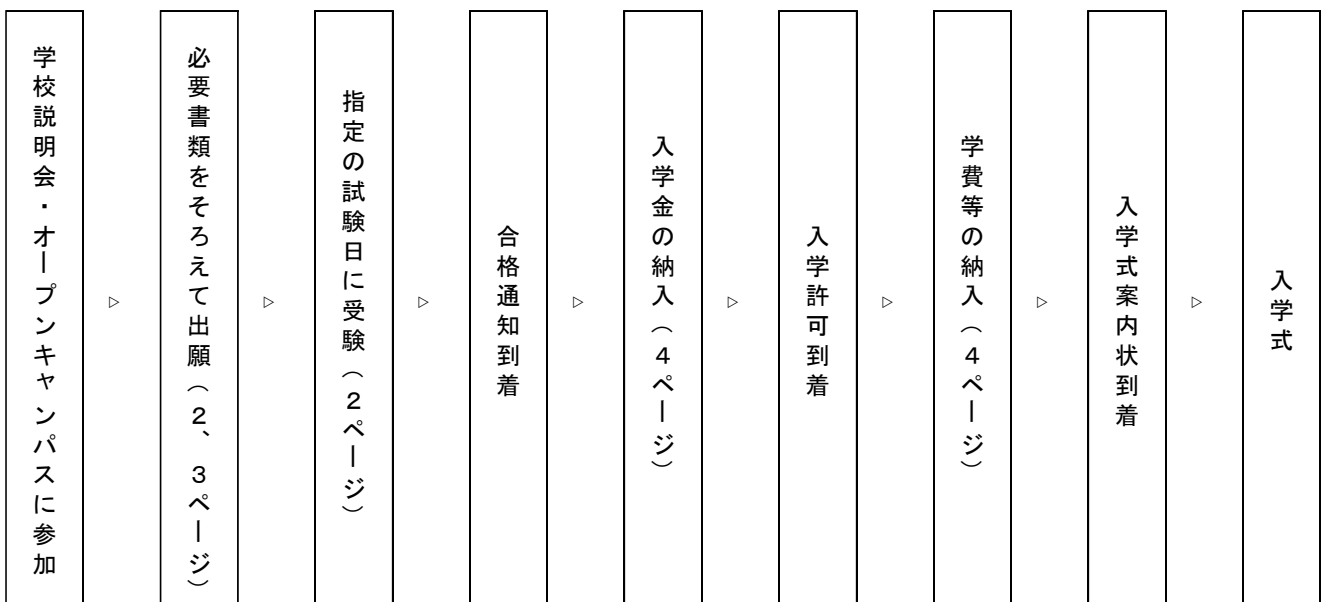 学校説明会・オープンキャンパスに参加
▷
必要書類をそろえて出願（2、3ページ）
▷
指定の試験日に受験（2ページ）
▷
合格通知到着
▷
入学金の納入（4ページ）
▷
入学許可到着
▷
学費等の納入（4ページ）
▷
入学式案内状到着
▷
入学式